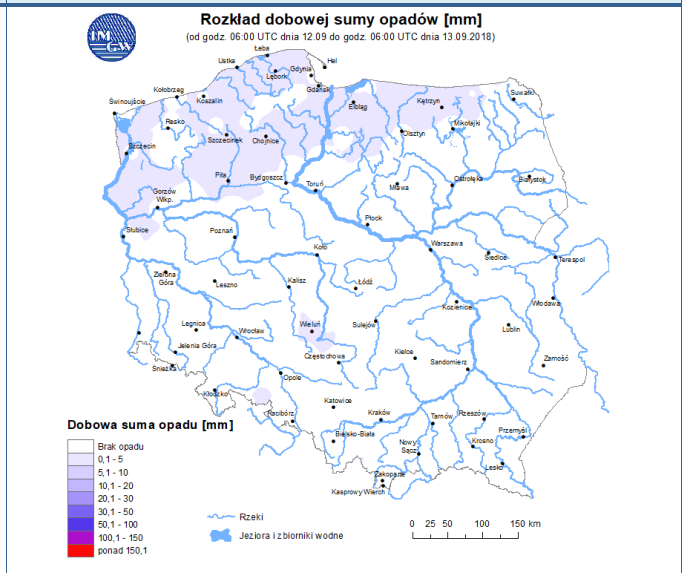 IM
GW
Rozkład dobowej sumy opadów [mm]
(od godz. 06:00 UTC dnia 12.09 do godz. 06:00 UTC dnia 13.09.2018)
Łeba
Ustka
Hel
Lębork
Gdynia
Gdańsk
Kołobrzeg
Koszalin
Świnoujście
Resko
Elbląg
Kętrzyn
Suwałki
Mikołajki
Olsztyn
Szczecin
Szczecinek
Chojnice
Piła
Bydgoszcz
Toruń
Mława
Ostrołęka
Białystok
Gorzów
Wlkp.
Płock
Słubice
Poznań
Koło
Warszawa
Siedlce
Terespol
Zielona
Góra
Leszno
Kalisz
Łódź
Kozienice
Włodawa
Legnica
Wrocław
Wieluń
Sulejów
Lublin
Jelenia Góra
Śnieżka
Częstochowa
Kielce
Sandomierz
Zamość
Kłodzko
Opole
Racibórz
Katowice
Kraków
Tarnów
Rzeszów
Przemyśl
Bielsko-Biała
Nowy
Sącz
Krosno
Lesko
Zakopane
Kasprowy Wierch
Dobowa suma opadu [mm]
Brak opadu
0,1 - 5
5,1 - 10
10,1 - 20
20,1 - 30
30,1 - 50
50,1 - 100
100,1 - 150
ponad 150,1
Rzeki
Jeziora i zbiorniki wodne
0 25 50 100 150 km